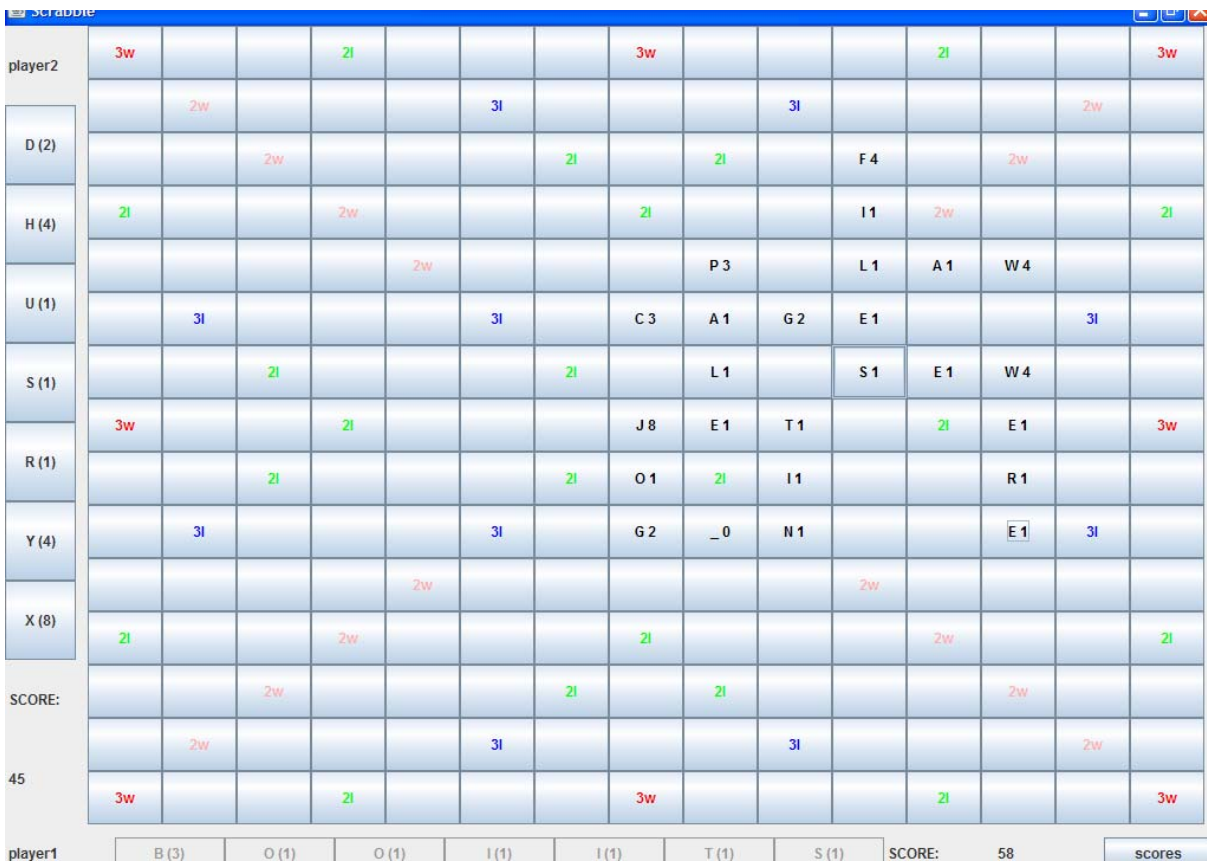 Scrabble
player2
D (2)
H (4)
U (1)
S (1)
R (1)
Y (4)
X (8)
SCORE:
45
3w 2l 3w 2l 3w
2w 3l 3l 2w
2w 2l 2l F 4 2w
2l 2w 2l I 1 2w 2l
2w P 3 L 1 A 1 W 4
3l 3l C 3 A 1 G 2 E 1 3l
2l 2l L 1 S 1 E 1 W 4
3w 2l J 8 E 1 T 1 2l E 1 3w
2l 2l O 1 2l I 1 R 1
3l 3l G 2 _ 0 N 1 E 1 3l
2w 2w
2l 2w 2l 2w 2l
2w 2l 2l 2w
2w 3l 3l 2w
3w 2l 3w 2l 3w
player1 B (3) O (1) O (1) I (1) I (1) T (1) S (1) SCORE: 58 scores